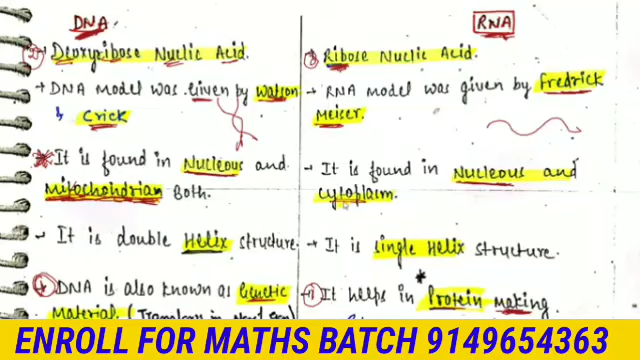 DNA
Deoxyribose Nuclic Acid.
→ DNA model was Given by Watson
& Crick
It is found in Nucleous and
Mitochondrian Both.
→ It is double Helix structure.
DNA is also known as Genetic
Material. (
RNA
Ribose Nuclic Acid.
→ RNA model was given by Fredrick
Meiser.
→ It is found in Nucleous and
cytoplasm.
→ It is single Helix structure.
It helps in Protein making
ENROLL FOR MATHS BATCH 9149654363